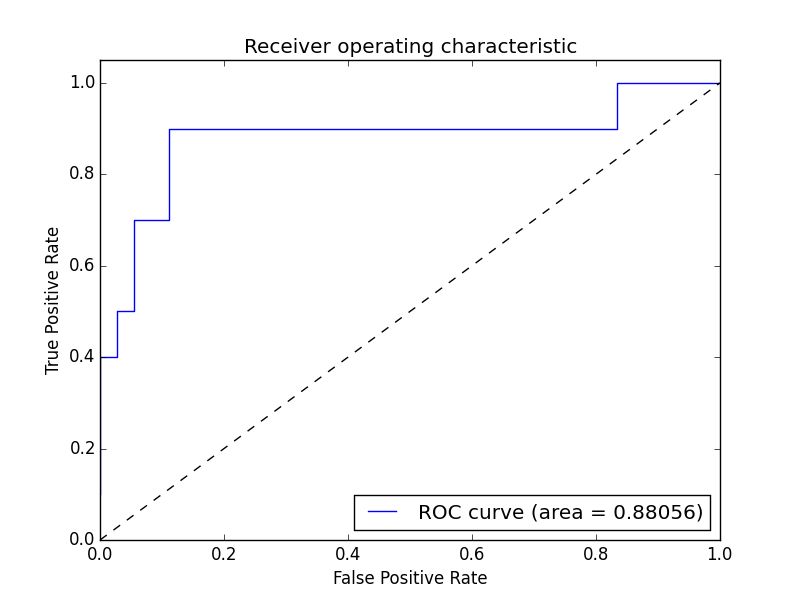 Receiver operating characteristic
1.0
0.8
0.6
0.4
0.2
0.0
True Positive Rate
ROC curve (area = 0.88056)
0.0 0.2 0.4 0.6 0.8 1.0
False Positive Rate